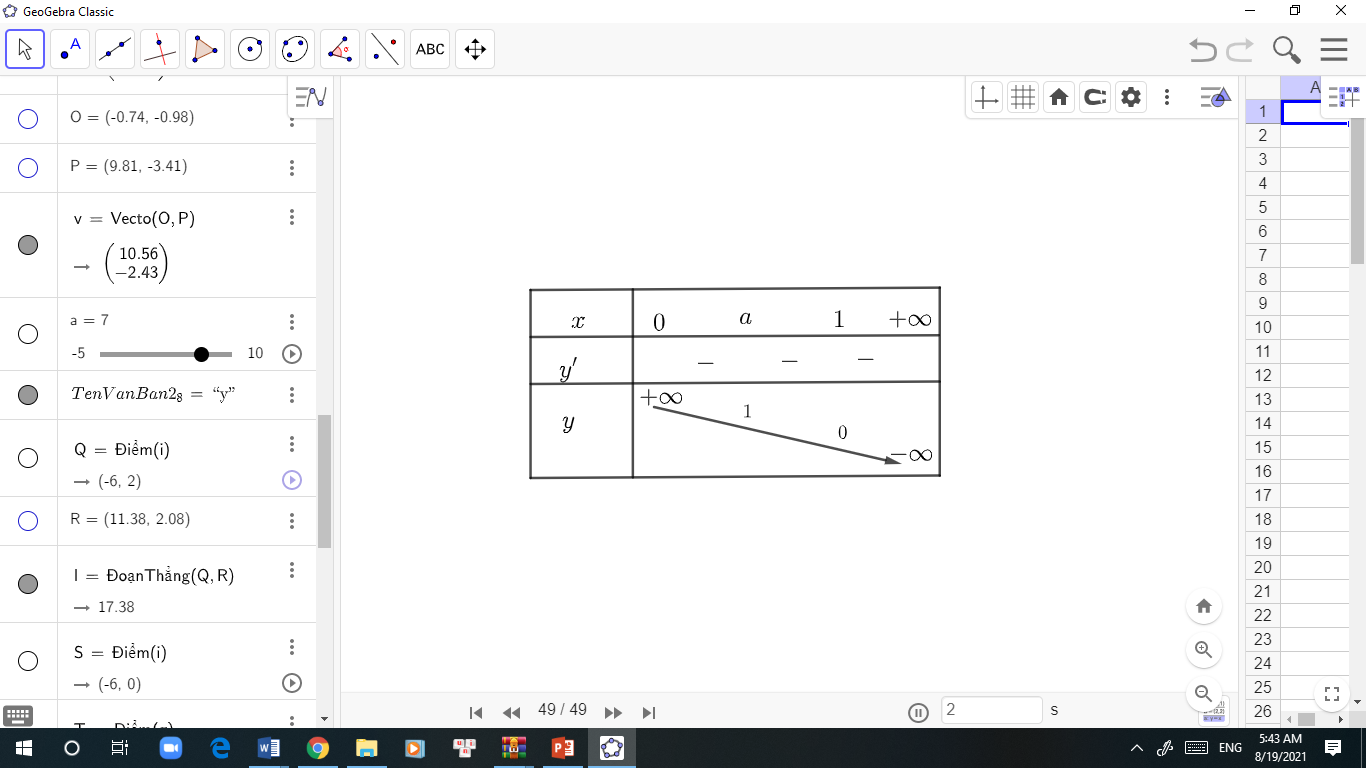 GeoGebra Classic
ABC
O = (-0.74, -0.98)
P = (9.81, -3.41)
v = Vecto(O, P)
→ (10.56
−2.43)
a = 7
-5 10
TenVanBan2₈ = “y”
Q = Điểm(i)
→ (-6, 2)
R = (11.38, 2.08)
l = ĐoạnThẳng(Q, R)
→ 17.38
S = Điểm(i)
→ (-6, 0)
x 0 a 1 +∞
y′ − − −
y +∞ 1 0 −∞
49 / 49
2 s
A
1
2
3
4
5
6
7
8
9
10
11
12
13
14
15
16
17
18
19
20
21
22
23
24
25
26
ENG
5:43 AM
8/19/2021